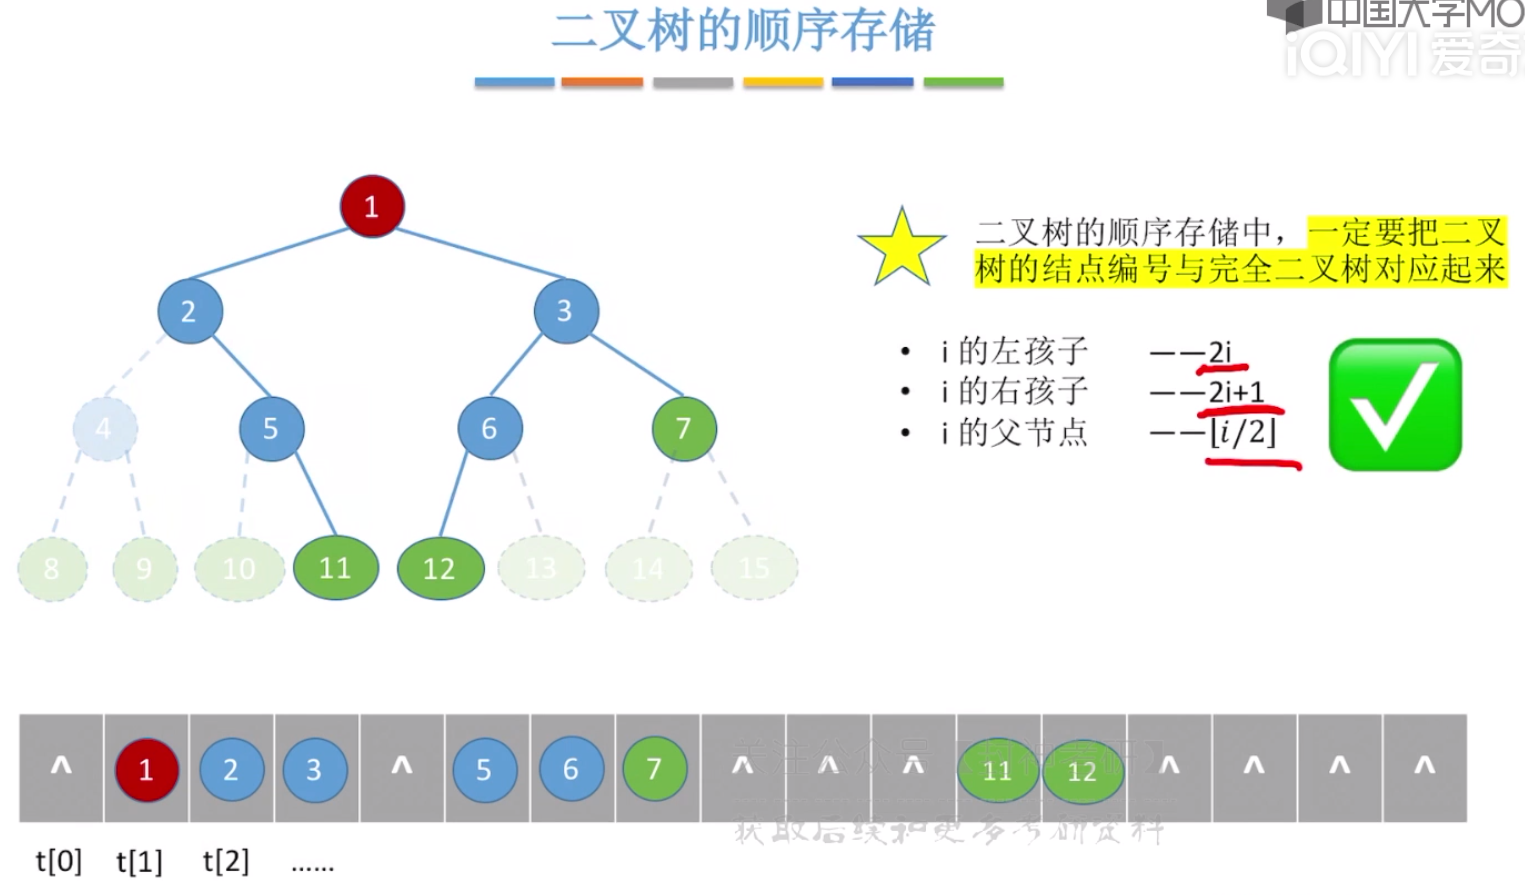 二叉树的顺序存储
中国大学MO
iQIYI 爱奇
1
二叉树的顺序存储中，一定要把二叉
树的结点编号与完全二叉树对应起来
2 3
• i 的左孩子 ——2i
• i 的右孩子 ——2i+1
• i 的父节点 ——⌊i/2⌋
4 5 6 7
8 9 10 11 12 13 14 15
^ 1 2 3 ^ 5 6 7 ^ ^ ^ 11 12 ^ ^ ^ ^
关注公众号
获取后续和更多考研资料
t[0] t[1] t[2] ……